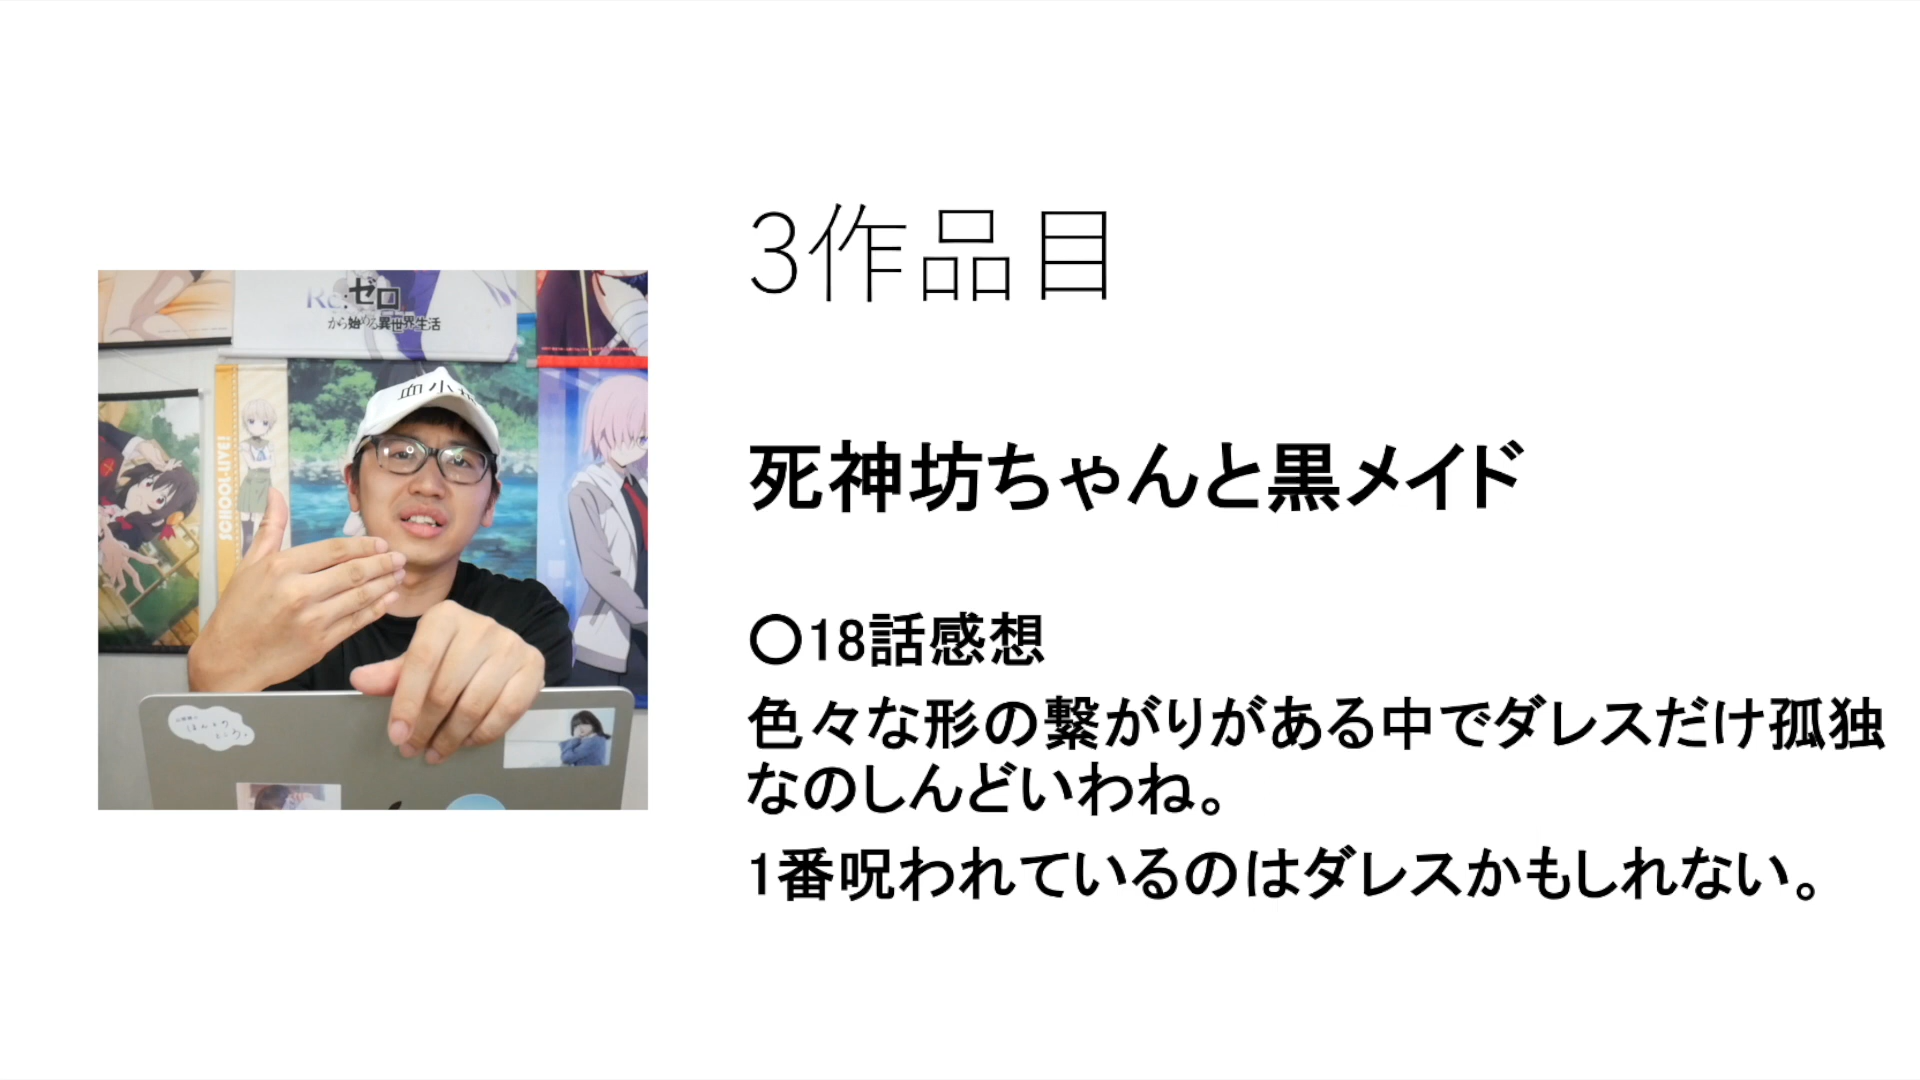 3作品目
死神坊ちゃんと黒メイド
〇18話感想
色々な形の繋がりがある中でダレスだけ孤独
なのしんどいわね。
1番呪われているのはダレスかもしれない。
Re:ゼロ
から始める異世界生活
血小
SCHOOL-LIVE!